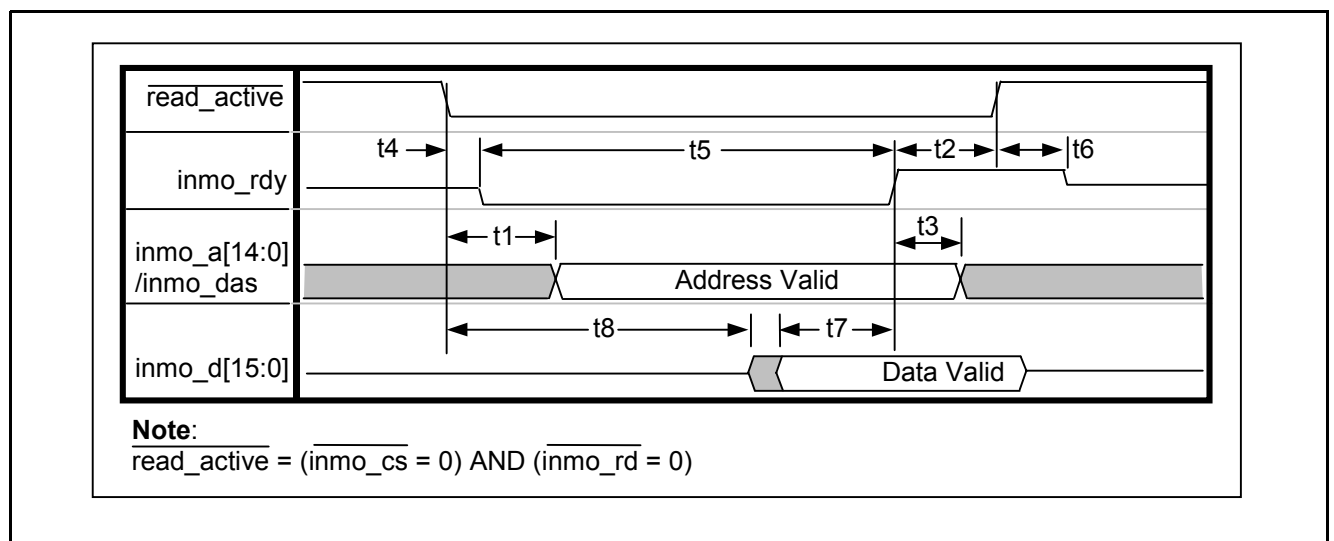 read_active
t4
t5
t2
t6
inmo_rdy
t1
t3
inmo_a[14:0]
/inmo_das
Address Valid
t8
t7
inmo_d[15:0]
Data Valid
Note:
read_active = (inmo_cs = 0) AND (inmo_rd = 0)